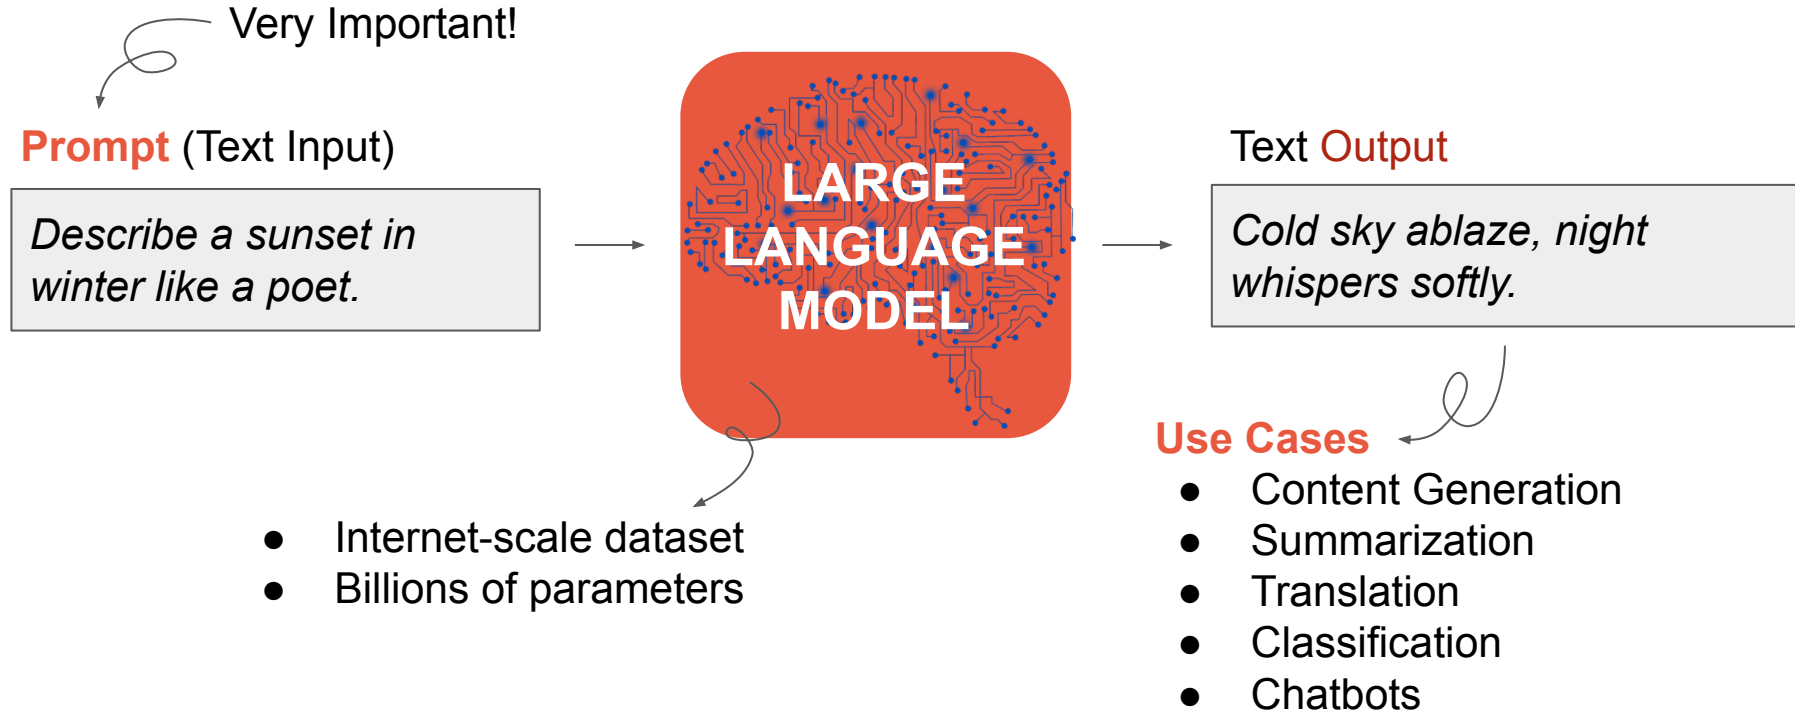 Very Important!
Prompt (Text Input)
Describe a sunset in
winter like a poet.
LARGE
LANGUAGE
MODEL
Text Output
Cold sky ablaze, night
whispers softly.
● Internet-scale dataset
● Billions of parameters
Use Cases
● Content Generation
● Summarization
● Translation
● Classification
● Chatbots